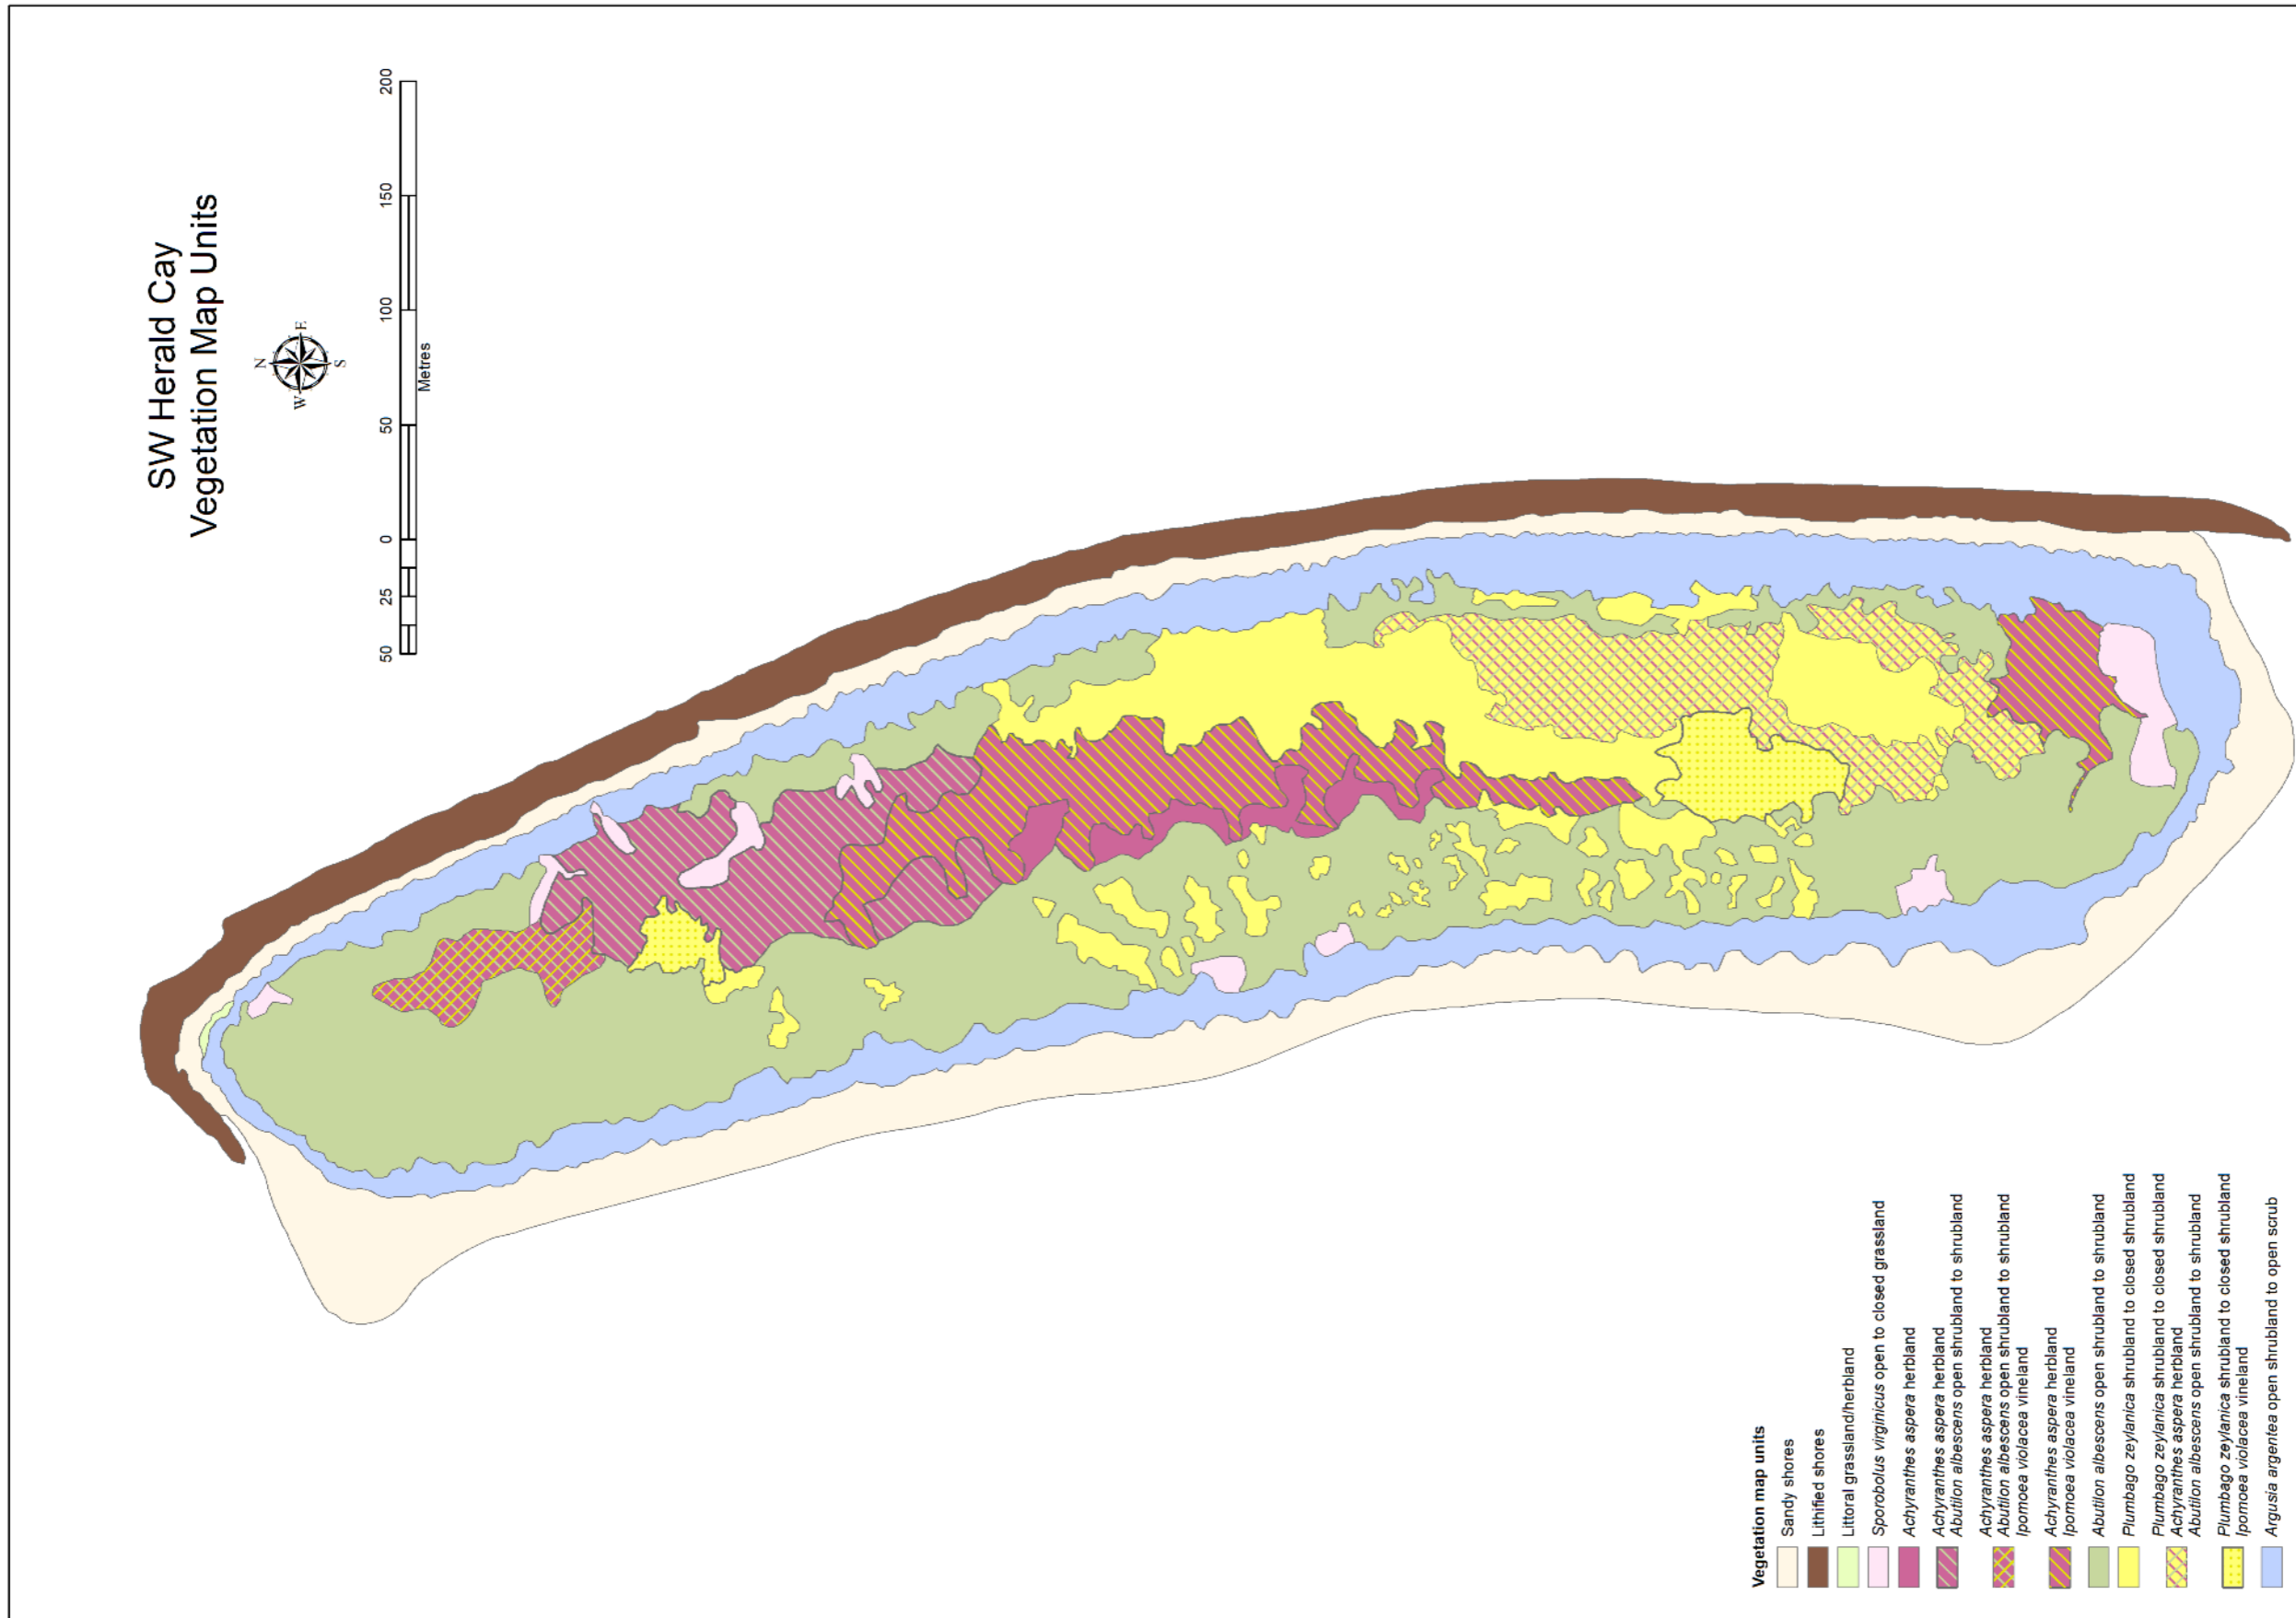 SW Herald Cay
Vegetation Map Units
N
W
E
S
50
25
0
50
100
150
200
Metres
Vegetation map units
Sandy shores
Lithified shores
Littoral grassland/herbland
Sporobolus virginicus open to closed grassland
Achyranthes aspera herbland
Achyranthes aspera herbland
Abutilon albescens open shrubland to shrubland
Achyranthes aspera herbland
Abutilon albescens open shrubland to shrubland
Ipomoea violacea vineland
Achyranthes aspera herbland
Ipomoea violacea vineland
Abutilon albescens open shrubland to shrubland
Plumbago zeylanica shrubland to closed shrubland
Plumbago zeylanica shrubland to closed shrubland
Achyranthes aspera herbland
Abutilon albescens open shrubland to shrubland
Plumbago zeylanica shrubland to closed shrubland
Ipomoea violacea vineland
Argusia argentea open shrubland to open scrub